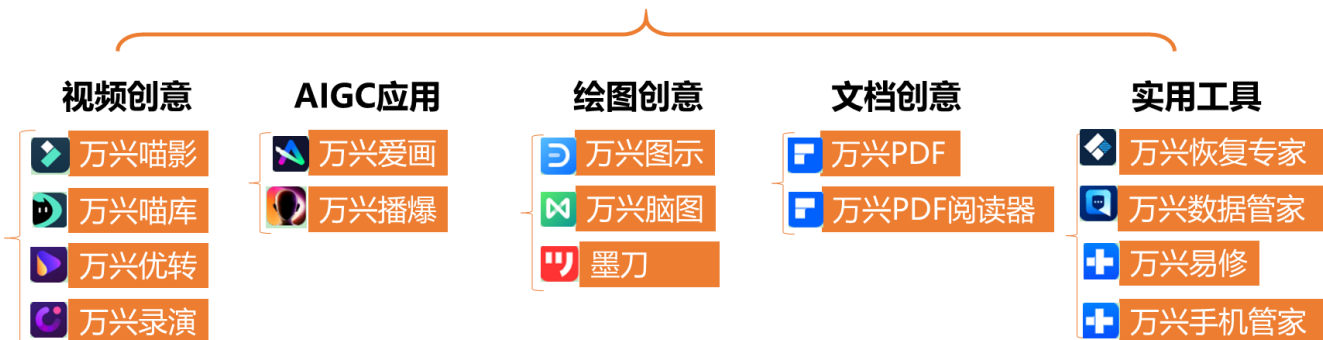 视频创意
万兴喵影
万兴喵库
万兴优转
万兴录演
AIGC应用
万兴爱画
万兴播爆
绘图创意
万兴图示
万兴脑图
墨刀
文档创意
万兴PDF
万兴PDF阅读器
实用工具
万兴恢复专家
万兴数据管家
万兴易修
万兴手机管家